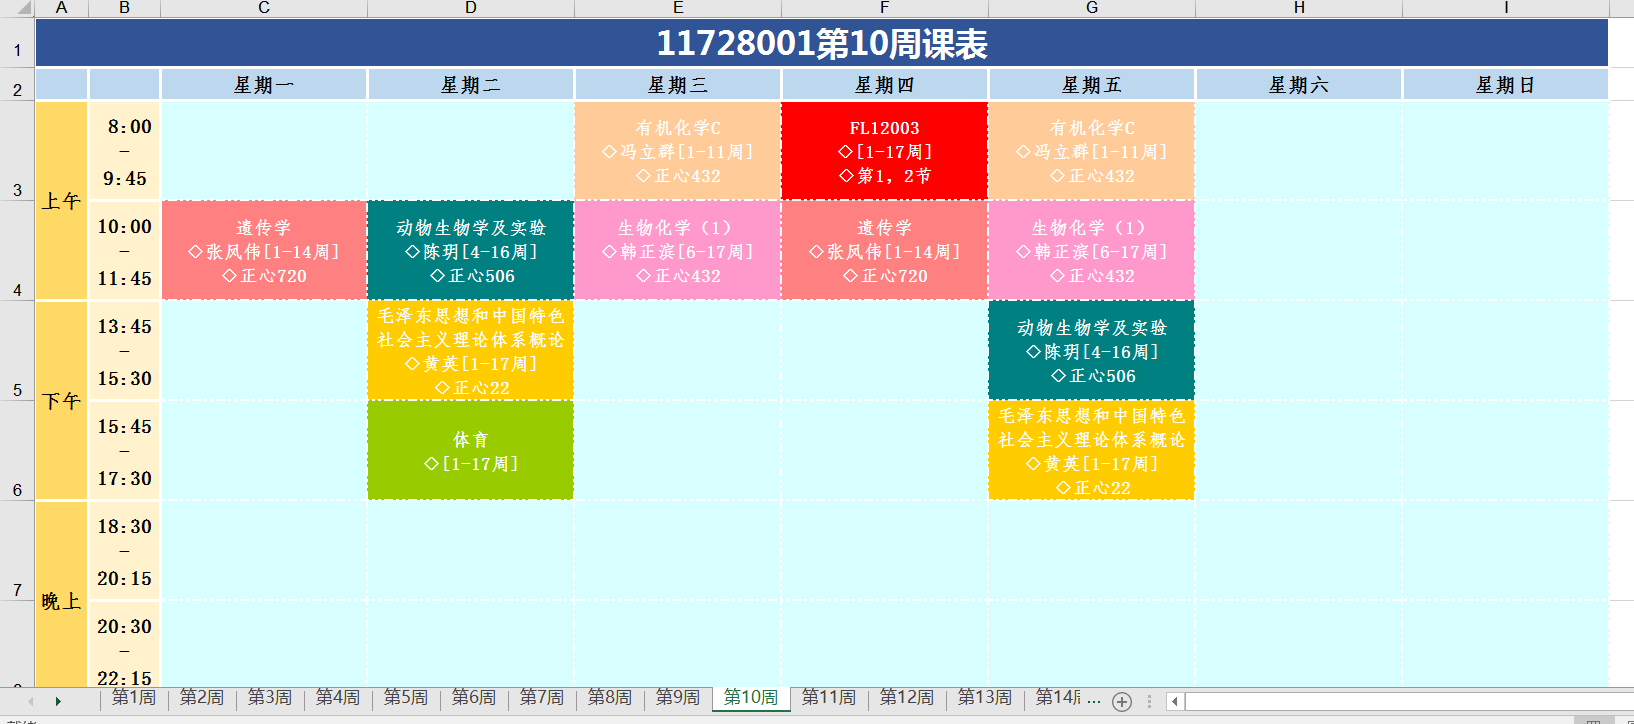 A B C D E F G H I
1 11728001第10周课表
2 星期一 星期二 星期三 星期四 星期五 星期六 星期日
3 上午 8:00 – 9:45
有机化学C
◇冯立群[1-11周]
◇正心432
FL12003
◇[1-17周]
◇第1，2节
有机化学C
◇冯立群[1-11周]
◇正心432
4 10:00 – 11:45
遗传学
◇张凤伟[1-14周]
◇正心720
动物生物学及实验
◇陈玥[4-16周]
◇正心506
生物化学（1）
◇韩正滨[6-17周]
◇正心432
遗传学
◇张凤伟[1-14周]
◇正心720
生物化学（1）
◇韩正滨[6-17周]
◇正心432
5 下午 13:45 – 15:30
毛泽东思想和中国特色
社会主义理论体系概论
◇黄英[1-17周]
◇正心22
动物生物学及实验
◇陈玥[4-16周]
◇正心506
6 15:45 – 17:30
体育
◇[1-17周]
毛泽东思想和中国特色
社会主义理论体系概论
◇黄英[1-17周]
◇正心22
7 晚上 18:30 – 20:15
20:30 – 22:15
第1周 第2周 第3周 第4周 第5周 第6周 第7周 第8周 第9周 第10周 第11周 第12周 第13周 第14 ...